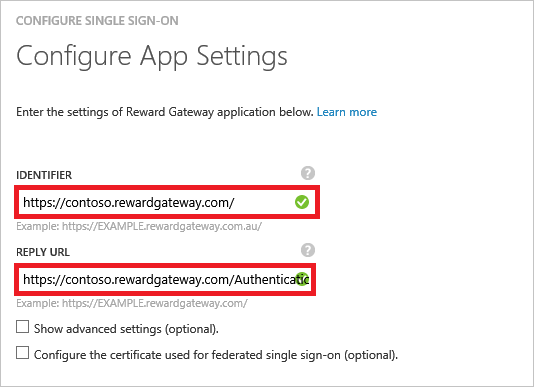 CONFIGURE SINGLE SIGN-ON
Configure App Settings
Enter the settings of Reward Gateway application below. Learn more
IDENTIFIER ?
https://contoso.rewardgateway.com/
Example: https://EXAMPLE.rewardgateway.com.au/
REPLY URL ?
https://contoso.rewardgateway.com/Authenticatic
Example: https://EXAMPLE.rewardgateway.com/
Show advanced settings (optional).
Configure the certificate used for federated single sign-on (optional).